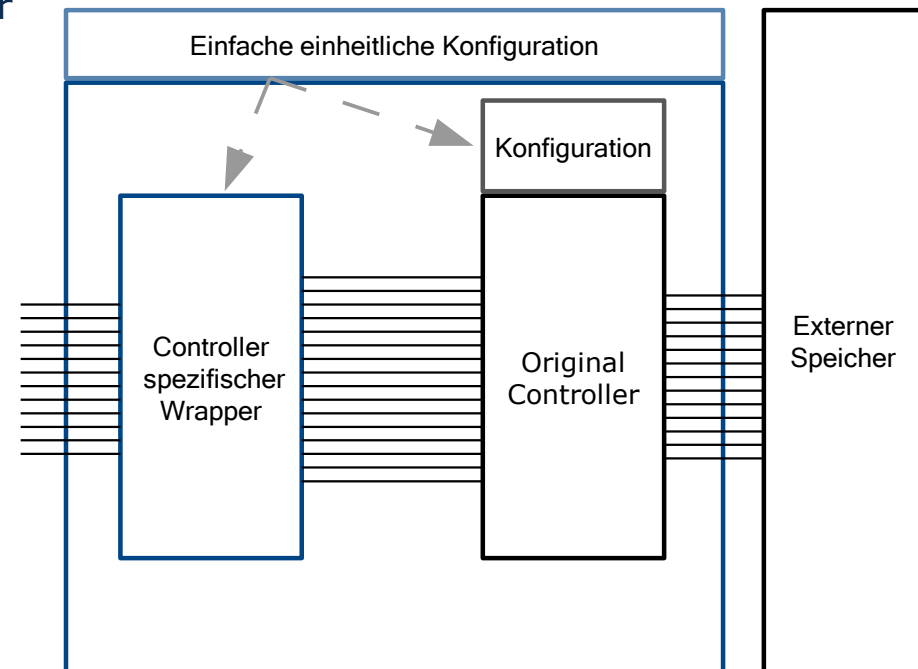 r
Einfache einheitliche Konfiguration
Konfiguration
Controller
spezifischer
Wrapper
Original
Controller
Externer
Speicher